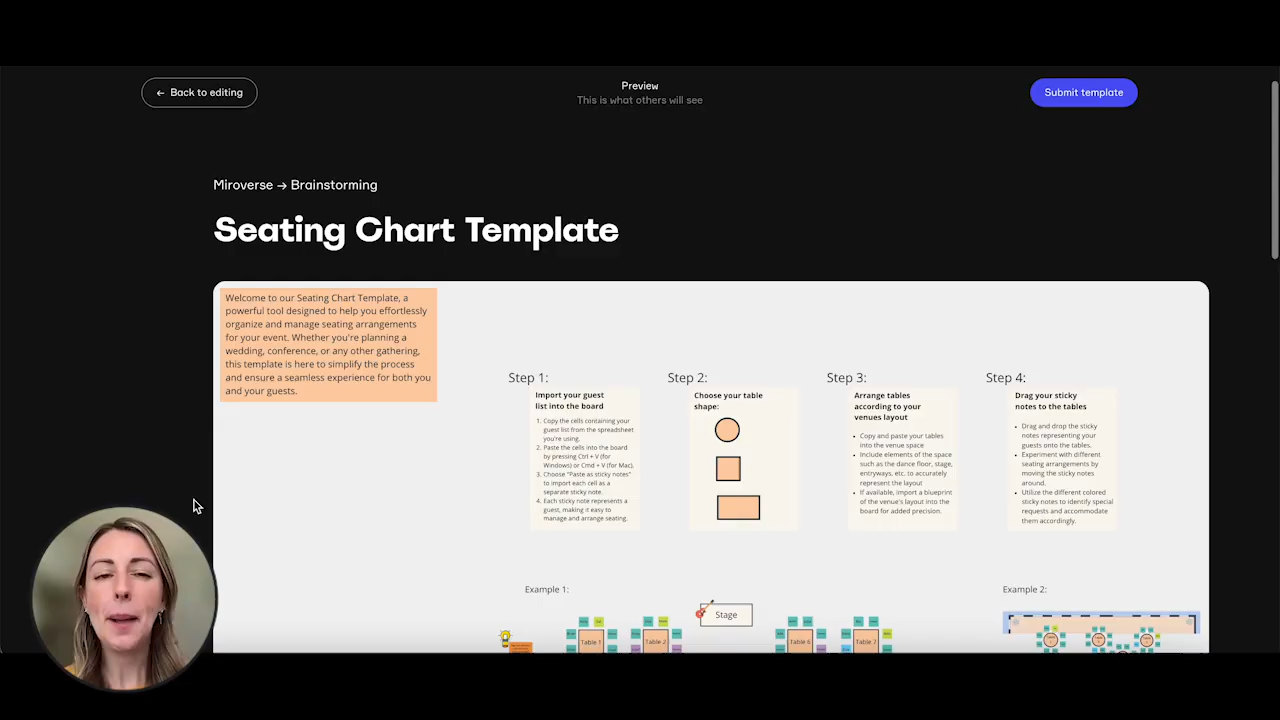 ← Back to editing
Preview
This is what others will see
Submit template
Miroverse → Brainstorming
Seating Chart Template
Welcome to our Seating Chart Template, a
powerful tool designed to help you effortlessly
organize and manage seating arrangements
for your event. Whether you're planning a
wedding, conference, or any other gathering,
this template is here to simplify the process
and ensure a seamless experience for both you
and your guests.
Step 1:
Import your guest
list into the board
1. Copy the cells containing your
guest list from the spreadsheet
you're using.
2. Paste the cells into the board
by pressing Ctrl + V (for
Windows) or Cmd + V (for Mac).
3. Choose "Paste as sticky notes"
to import each cell as a
separate sticky note.
4. Each sticky note represents a
guest, making it easy to
manage and arrange seating.
Step 2:
Choose your table
shape:
Step 3:
Arrange tables
according to your
venues layout
• Copy and paste your tables
into the venue space
• Include elements of the space
such as the dance floor, stage,
entryways, etc. to accurately
represent the layout
• If available, import a blueprint
of the venue's layout into the
board for added precision.
Step 4:
Drag your sticky
notes to the tables
• Drag and drop the sticky
notes representing your
guests onto the tables.
• Experiment with different
seating arrangements by
moving the sticky notes
around.
• Utilize the different colored
sticky notes to identify special
requests and accommodate
them accordingly.
Example 1:
Stage
Table 1
Table 2
Table 6
Table 7
Example 2: